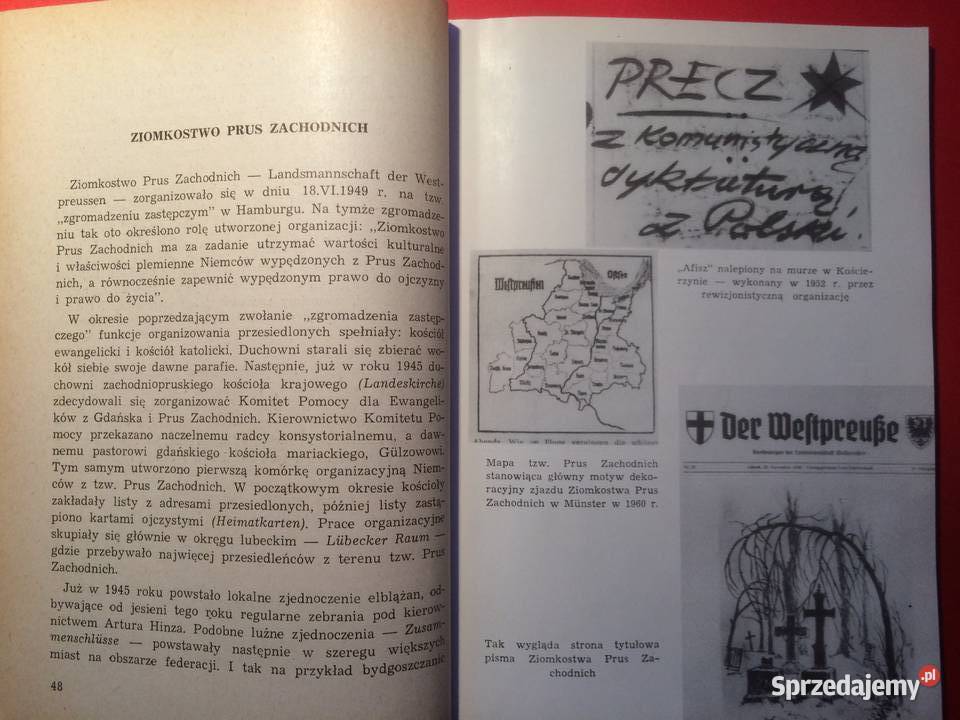 ZIOMKOSTWO PRUS ZACHODNICH
Ziomkostwo Prus Zachodnich — Landsmannschaft der West-
preussen — zorganizowało się w dniu 18.VI.1949 r. na tzw.
„zgromadzeniu zastępczym” w Hamburgu. Na tymże zgromadze-
niu tak oto określono rolę utworzonej organizacji: „Ziomkostwo
Prus Zachodnich ma za zadanie utrzymać wartości kulturalne
i właściwości plemienne Niemców wypędzonych z Prus Zachod-
nich, a równocześnie zapewnić wypędzonym prawo do ojczyzny
i prawo do życia”.
W okresie poprzedzającym zwołanie „zgromadzenia zastęp-
czego” funkcje organizowania przesiedlonych spełniały: kościół
ewangelicki i kościół katolicki. Duchowni starali się zbierać wo-
kół siebie swoje dawne parafie. Następnie, już w roku 1945 du-
chowni zachodniopruskiego kościoła krajowego (Landeskirche)
zdecydowali się zorganizować Komitet Pomocy dla Ewangeli-
ków z Gdańska i Prus Zachodnich. Kierownictwo Komitetu Po-
mocy przekazano naczelnemu radcy konsystorialnemu, a daw-
nemu pastorowi gdańskiego kościoła mariackiego, Gülzowowi.
Tym samym utworzono pierwszą komórkę organizacyjną Niem-
ców z tzw. Prus Zachodnich. W początkowym okresie kościoły
zakładały listy z adresami przesiedlonych, później listy zastą-
piono kartami ojczystymi (Heimatkarten). Prace organizacyjne
skupiały się głównie w okręgu lubeckim — Lübecker Raum —
gdzie przebywało najwięcej przesiedleńców z terenu tzw. Prus
Zachodnich.
Już w 1945 roku powstało lokalne zjednoczenie elblążan, od-
bywające od jesieni tego roku regularne zebrania pod kierow-
nictwem Artura Hinza. Podobne luźne zjednoczenia — Zusam-
menschlüsse — powstawały następnie w szeregu większych
miast na obszarze federacji. I tak na przykład bydgoszczanie
48
PRECZ
z komunistyczną
dyktaturą
z Polski!
„Afisz” nalepiony na murze w Koście-
rzynie — wykonany w 1952 r. przez
rewizjonistyczną organizację
Westpreußen
Ostsee
Mapa tzw. Prus Zachodnich
stanowiąca główny motyw deko-
racyjny zjazdu Ziomkostwa Prus
Zachodnich w Münster w 1960 r.
Der Westpreuße
Tak wygląda strona tytułowa
pisma Ziomkostwa Prus Za-
chodnich
Sprzedajemy.pl